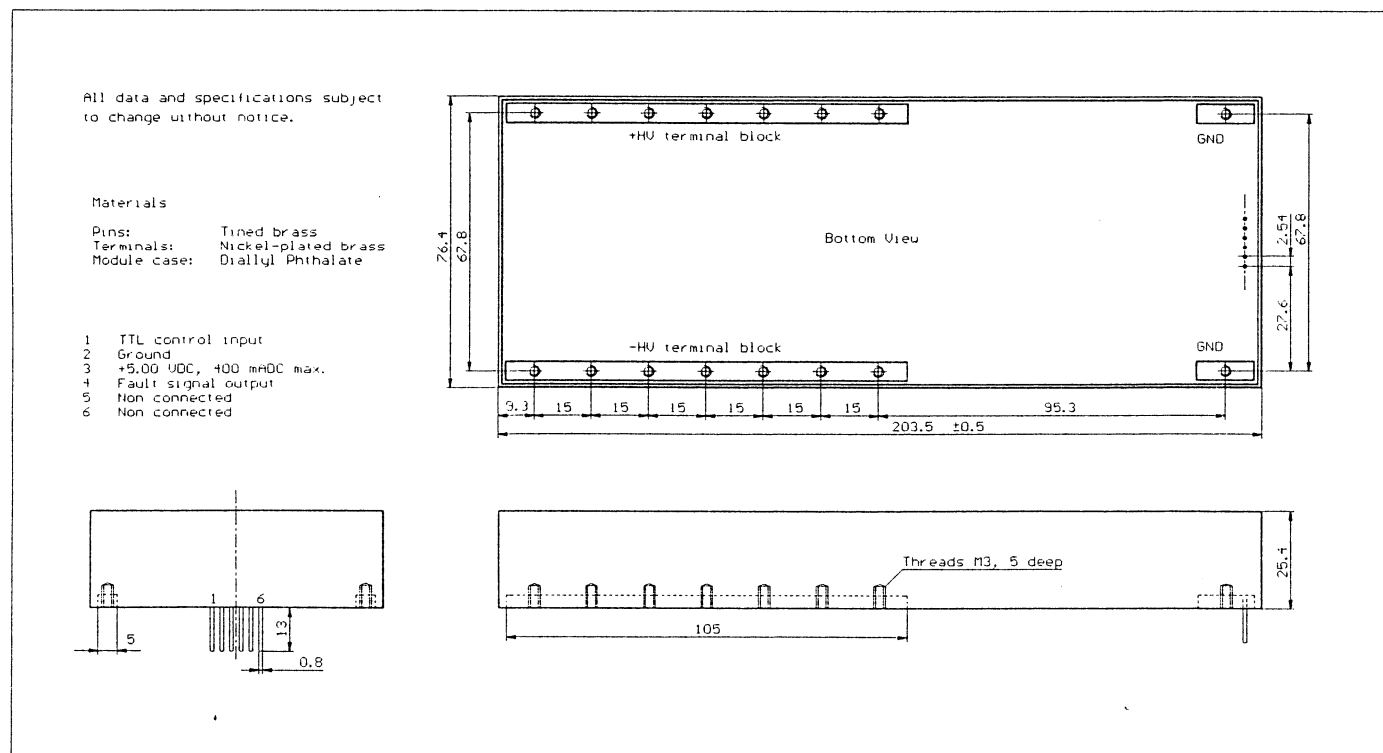 All data and specifications subject
to change without notice.
Materials
Pins: Tined brass
Terminals: Nickel-plated brass
Module case: Diallyl Phthalate
1 TTL control input
2 Ground
3 +5.00 VDC, 400 mADC max.
4 Fault signal output
5 Non connected
6 Non connected
+HV terminal block
GND
76.4
67.8
Bottom View
2.54
67.8
27.6
-HV terminal block
GND
9.3 15 15 15 15 15 15 95.3
203.5 ±0.5
1 6
13
5
0.8
Threads M3, 5 deep
25.4
105